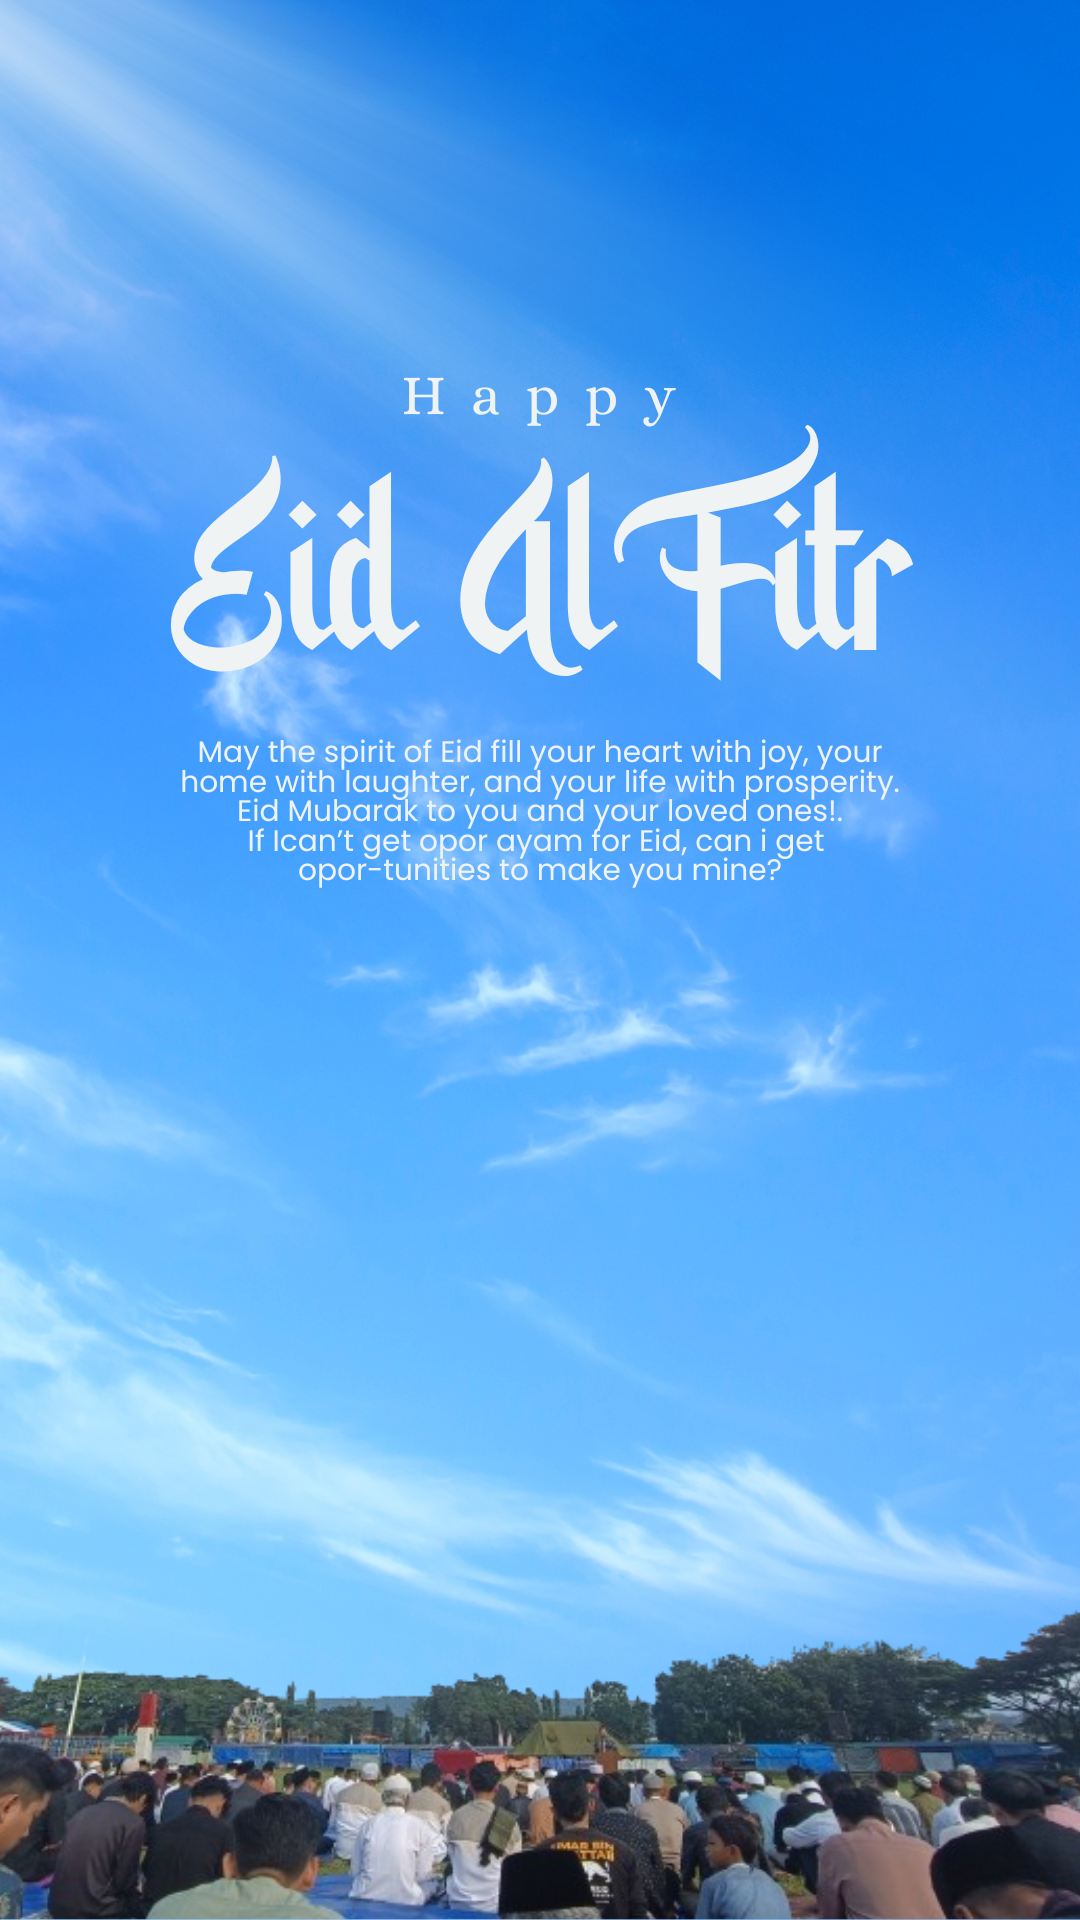 Happy
Eid Al Fitr
May the spirit of Eid fill your heart with joy, your
home with laughter, and your life with prosperity.
Eid Mubarak to you and your loved ones!.
If Ican’t get opor ayam for Eid, can i get
opor-tunities to make you mine?